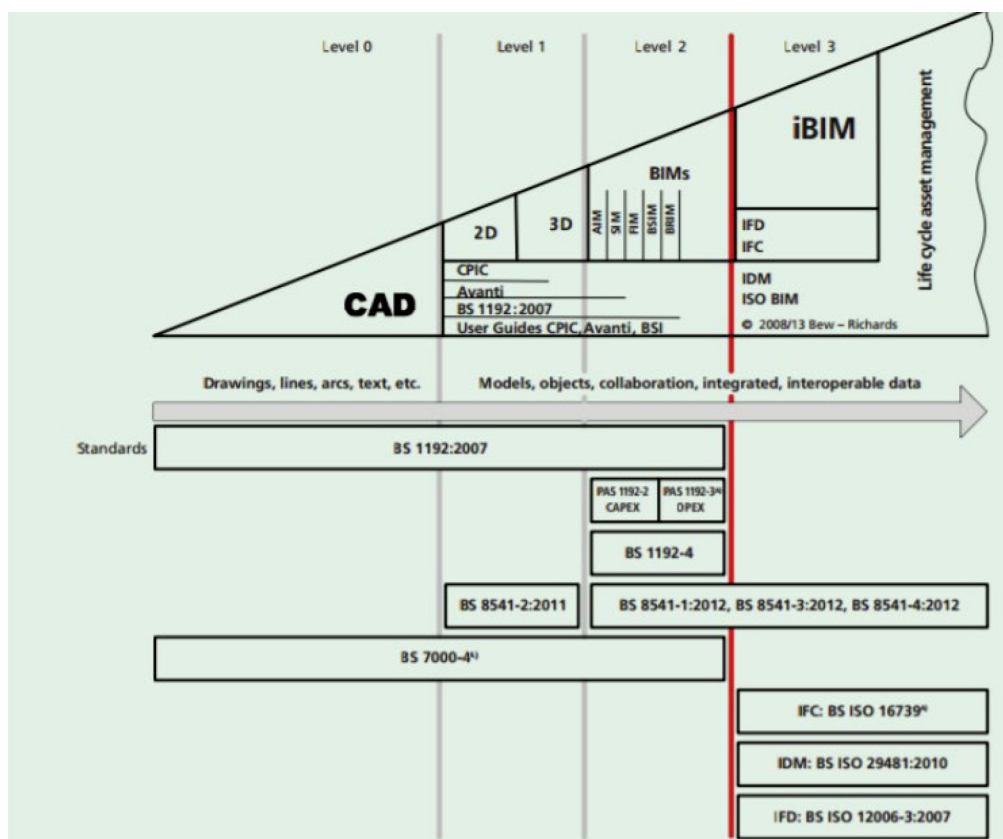 Level 0
Level 1
Level 2
Level 3
iBIM
BIMs
Life cycle asset management
2D
3D
AIM
SIM
FIM
BSIM
BRIM
IFD
IFC
CPIC
Avanti
BS 1192:2007
User Guides CPIC, Avanti, BSI
CAD
IDM
ISO BIM
© 2008/13 Bew – Richards
Drawings, lines, arcs, text, etc.
Models, objects, collaboration, integrated, interoperable data
Standards
BS 1192:2007
PAS 1192-2
CAPEX
PAS 1192-3ᴬ⁾
OPEX
BS 1192-4
BS 8541-2:2011
BS 8541-1:2012, BS 8541-3:2012, BS 8541-4:2012
BS 7000-4ᴬ⁾
IFC: BS ISO 16739ᴬ⁾
IDM: BS ISO 29481:2010
IFD: BS ISO 12006-3:2007